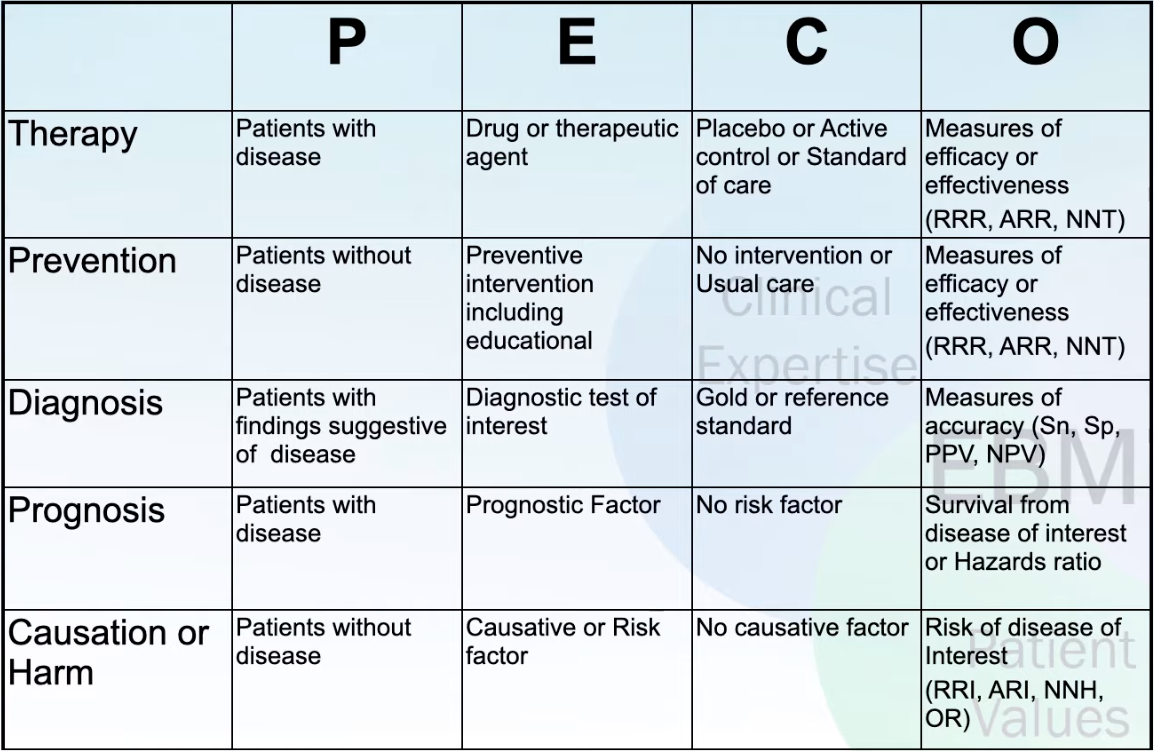 P
E
C
O
Therapy
Patients with
disease
Drug or therapeutic
agent
Placebo or Active
control or Standard
of care
Measures of
efficacy or
effectiveness
(RRR, ARR, NNT)
Prevention
Patients without
disease
Preventive
intervention
including
educational
No intervention or
Usual care
Measures of
efficacy or
effectiveness
(RRR, ARR, NNT)
Clinical
Expertise
Diagnosis
Patients with
findings suggestive
of disease
Diagnostic test of
interest
Gold or reference
standard
Measures of
accuracy (Sn, Sp,
PPV, NPV)
EBM
Prognosis
Patients with
disease
Prognostic Factor
No risk factor
Survival from
disease of interest
or Hazards ratio
Causation or
Harm
Patients without
disease
Causative or Risk
factor
No causative factor
Risk of disease of
Interest
(RRI, ARI, NNH,
OR)
Patient
Values